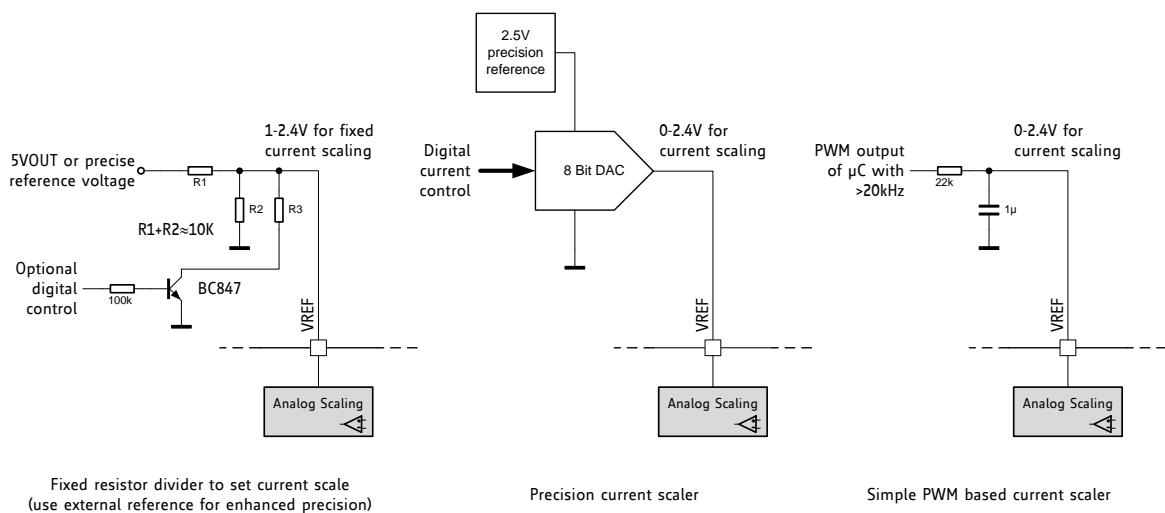 2.5V
precision
reference
1-2.4V for fixed
current scaling
5VOUT or precise
reference voltage
R1
R2
R3
R1+R2≈10K
Optional
digital
control
100k
BC847
VREF
Analog Scaling
Fixed resistor divider to set current scale
(use external reference for enhanced precision)
Digital
current
control
8 Bit DAC
0-2.4V for
current scaling
VREF
Analog Scaling
Precision current scaler
PWM output
of µC with
>20kHz
22k
1µ
0-2.4V for
current scaling
VREF
Analog Scaling
Simple PWM based current scaler